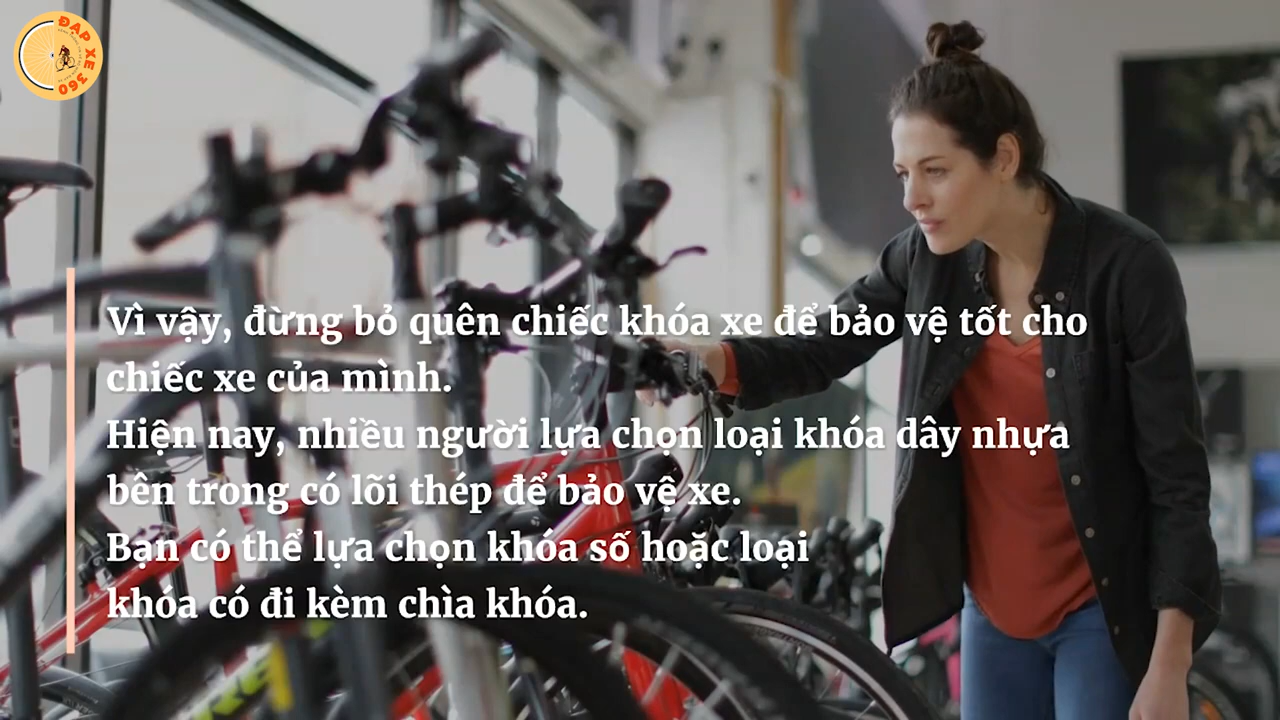 ĐẠP XE 360
Vì vậy, đừng bỏ quên chiếc khóa xe để bảo vệ tốt cho
chiếc xe của mình.
Hiện nay, nhiều người lựa chọn loại khóa dây nhựa
bên trong có lõi thép để bảo vệ xe.
Bạn có thể lựa chọn khóa số hoặc loại
khóa có đi kèm chìa khóa.